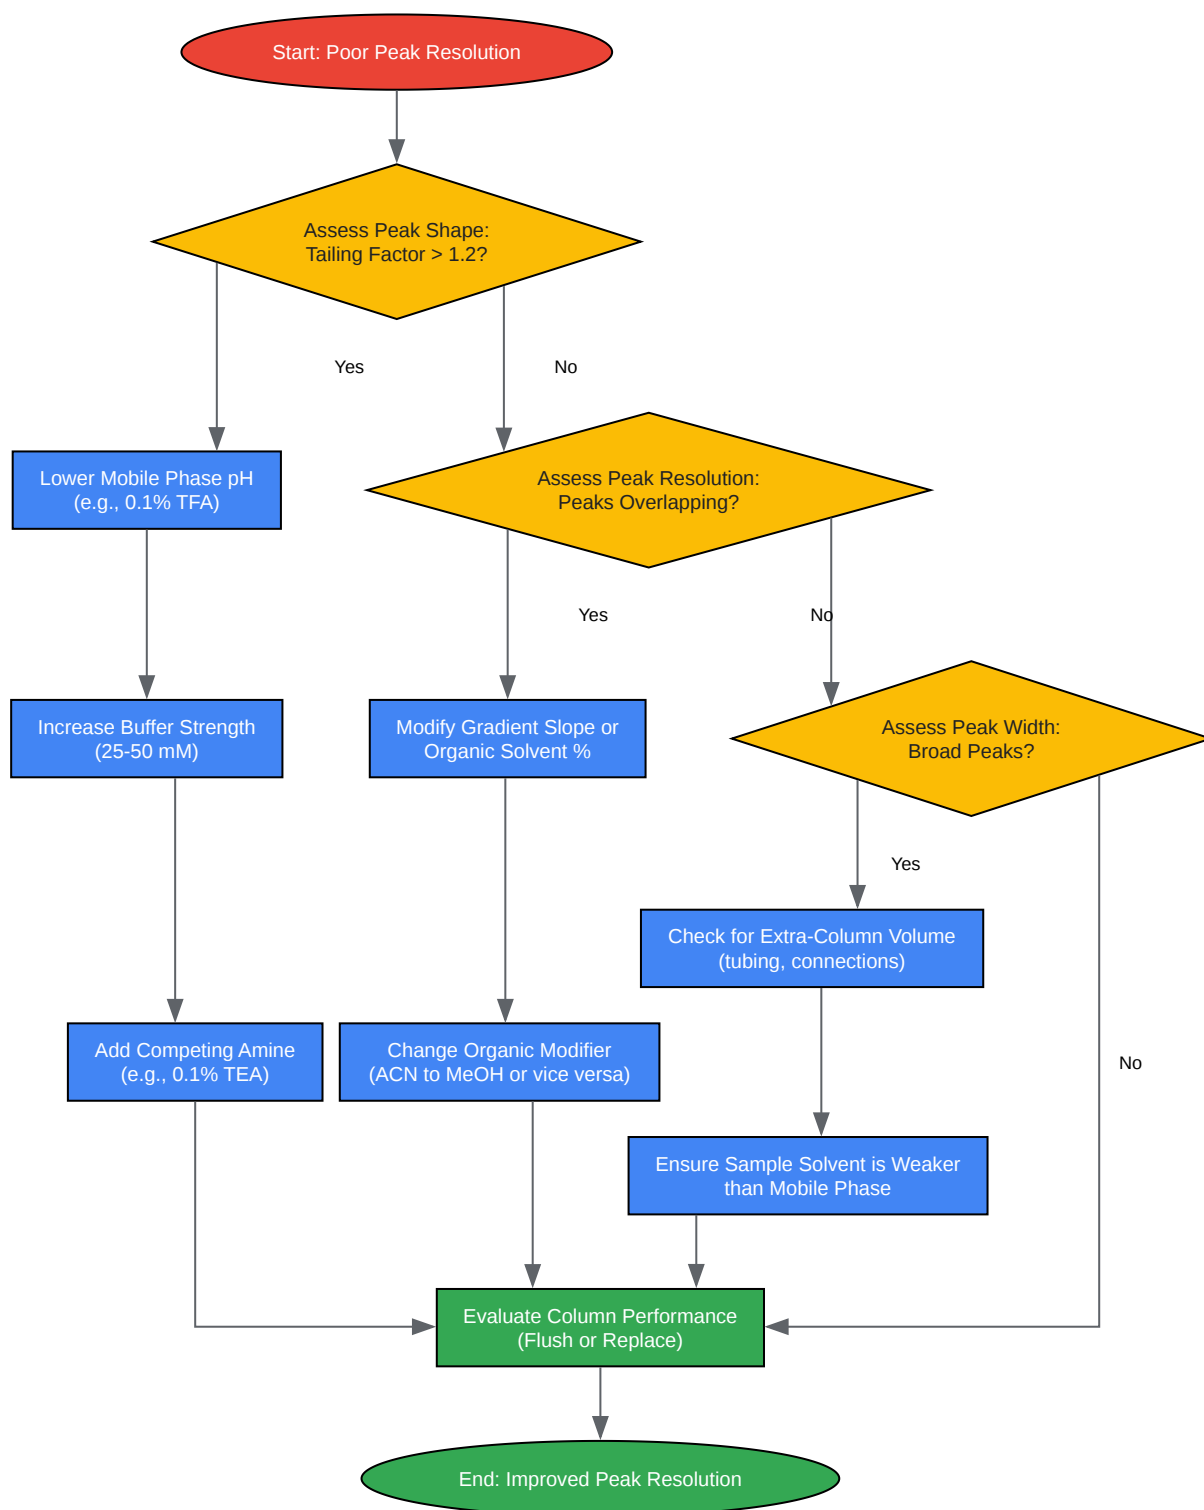 Start: Poor Peak Resolution
Assess Peak Shape:
Tailing Factor > 1.2?
Yes
No
Lower Mobile Phase pH
(e.g., 0.1% TFA)
Assess Peak Resolution:
Peaks Overlapping?
Yes
No
Increase Buffer Strength
(25-50 mM)
Modify Gradient Slope or
Organic Solvent %
Assess Peak Width:
Broad Peaks?
Yes
Check for Extra-Column Volume
(tubing, connections)
Add Competing Amine
(e.g., 0.1% TEA)
Change Organic Modifier
(ACN to MeOH or vice versa)
No
Ensure Sample Solvent is Weaker
than Mobile Phase
Evaluate Column Performance
(Flush or Replace)
End: Improved Peak Resolution